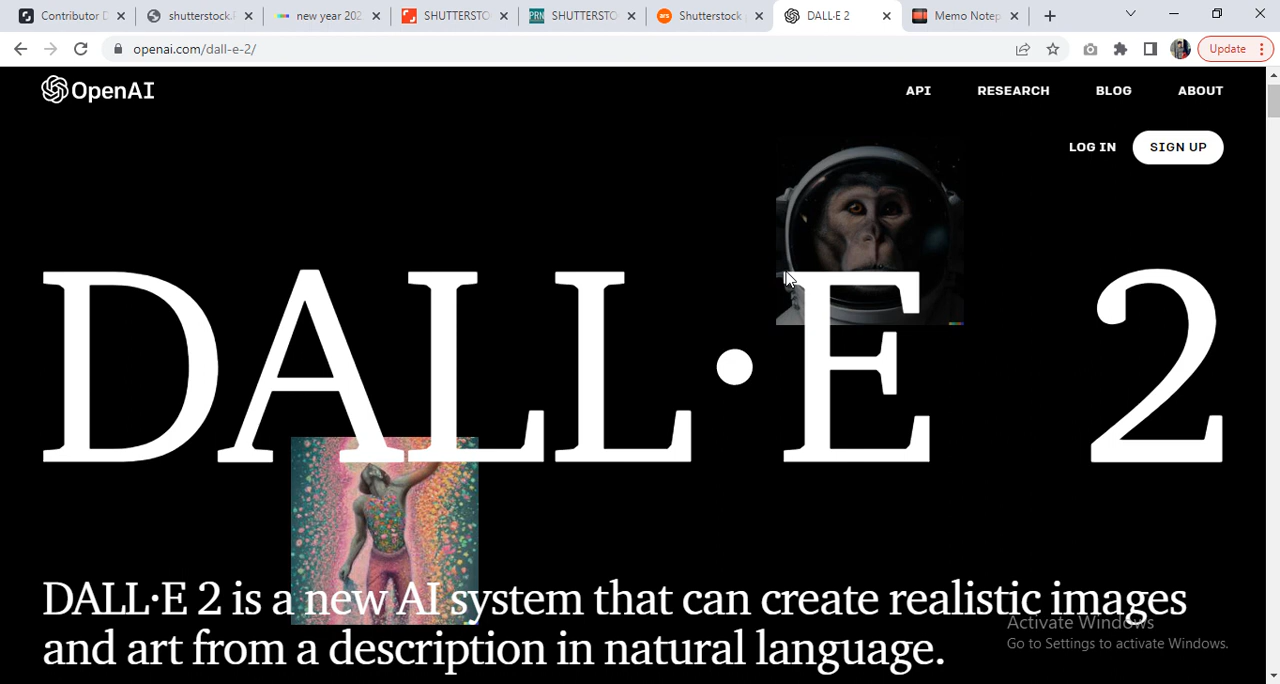 Contributor D
shutterstock.
new year 202
SHUTTERSTO
PRN
SHUTTERSTO
ars
Shutterstock
DALL·E 2
Memo Notep
openai.com/dall-e-2/
Update
OpenAI
API
RESEARCH
BLOG
ABOUT
LOG IN
SIGN UP
DALL·E 2
DALL·E 2 is a new AI system that can create realistic images
and art from a description in natural language.
Activate Windows
Go to Settings to activate Windows.